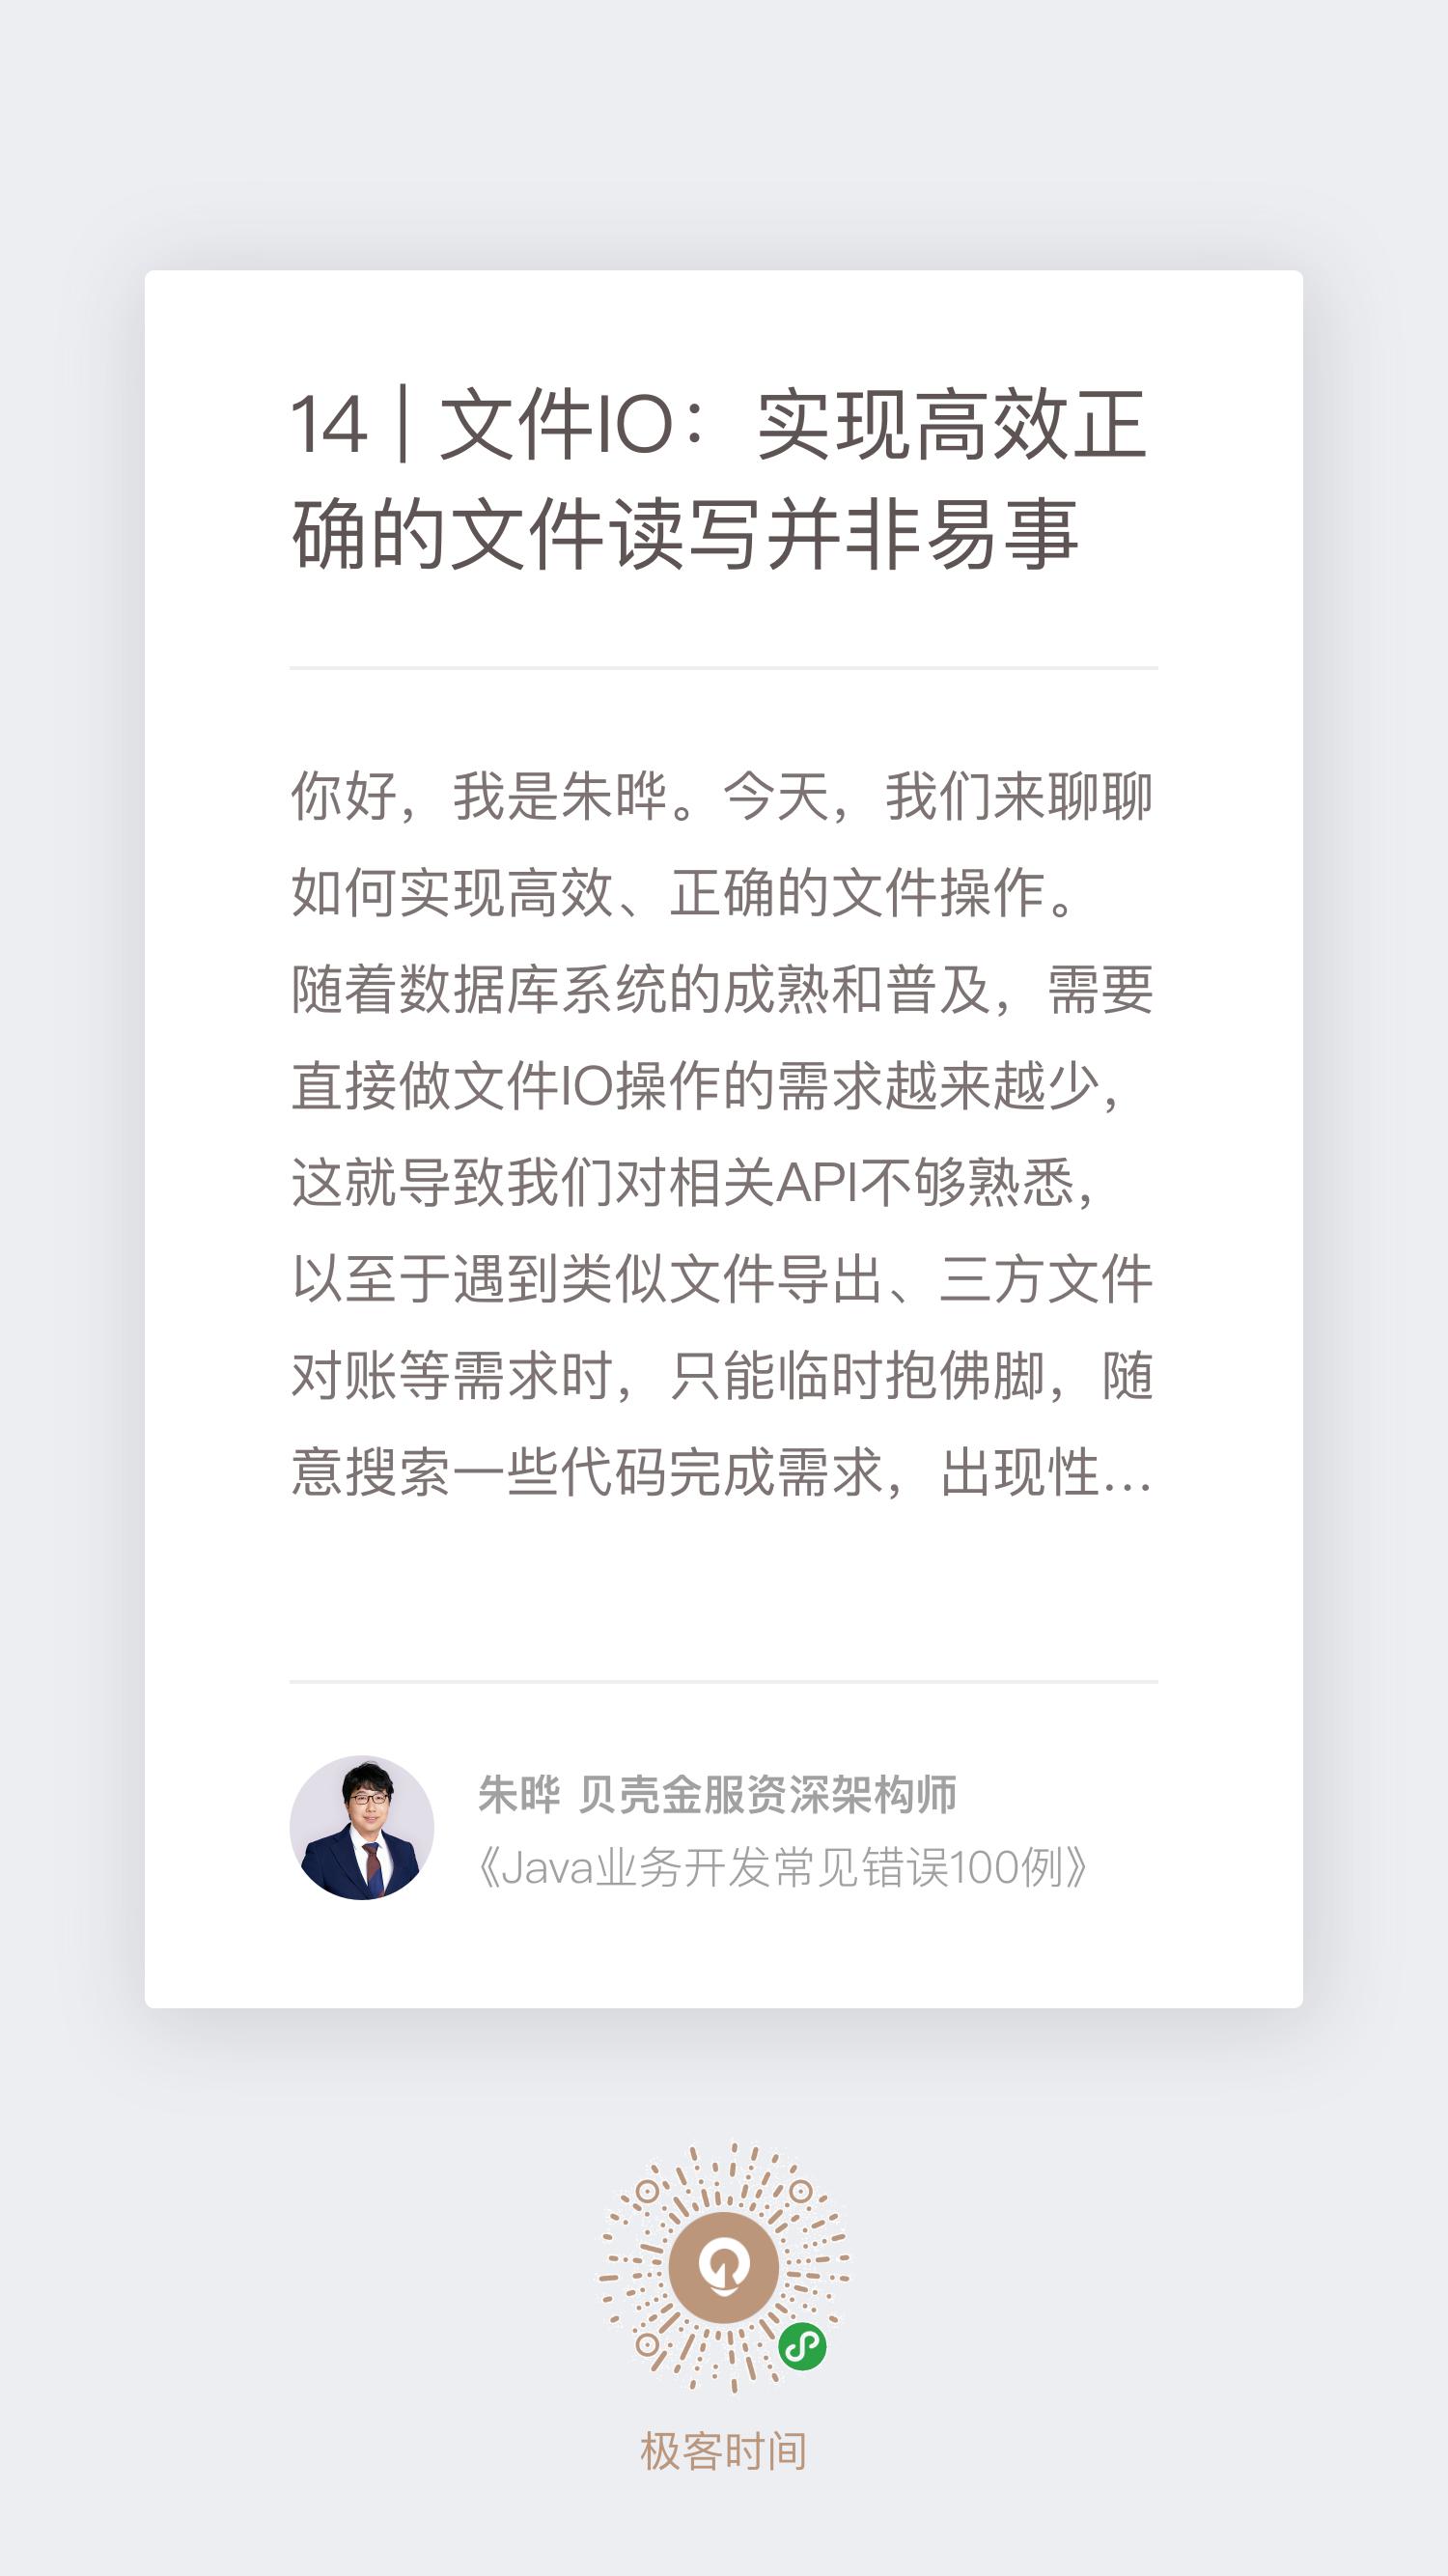 14 | 文件IO：实现高效正
确的文件读写并非易事
你好，我是朱晔。今天，我们来聊聊
如何实现高效、正确的文件操作。
随着数据库系统的成熟和普及，需要
直接做文件IO操作的需求越来越少，
这就导致我们对相关API不够熟悉，
以至于遇到类似文件导出、三方文件
对账等需求时，只能临时抱佛脚，随
意搜索一些代码完成需求，出现性...
朱晔 贝壳金服资深架构师
《Java业务开发常见错误100例》
极客时间